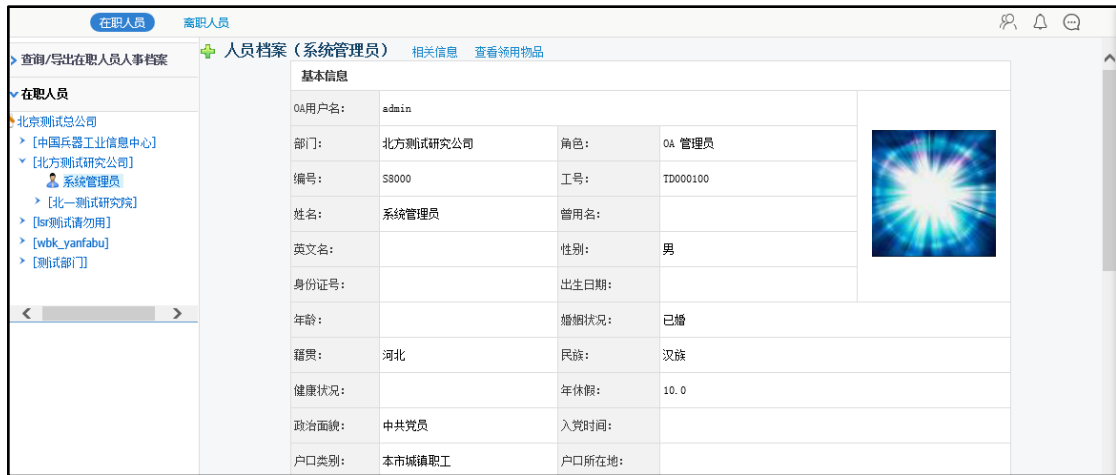 在职人员 离职人员
查询/导出在职人员人事档案
在职人员
北京测试总公司
[中国兵器工业信息中心]
[北方测试研究公司]
系统管理员
[北一测试研究院]
[lsr测试请勿用]
[wbk_yanfabu]
[测试部门]
人员档案（系统管理员） 相关信息 查看领用物品
基本信息
OA用户名： admin
部门： 北方测试研究公司 角色： OA 管理员
编号： S8000 工号： TD000100
姓名： 系统管理员 曾用名：
英文名： 性别： 男
身份证号： 出生日期：
年龄： 婚姻状况： 已婚
籍贯： 河北 民族： 汉族
健康状况： 年休假： 10.0
政治面貌： 中共党员 入党时间：
户口类别： 本市城镇职工 户口所在地：